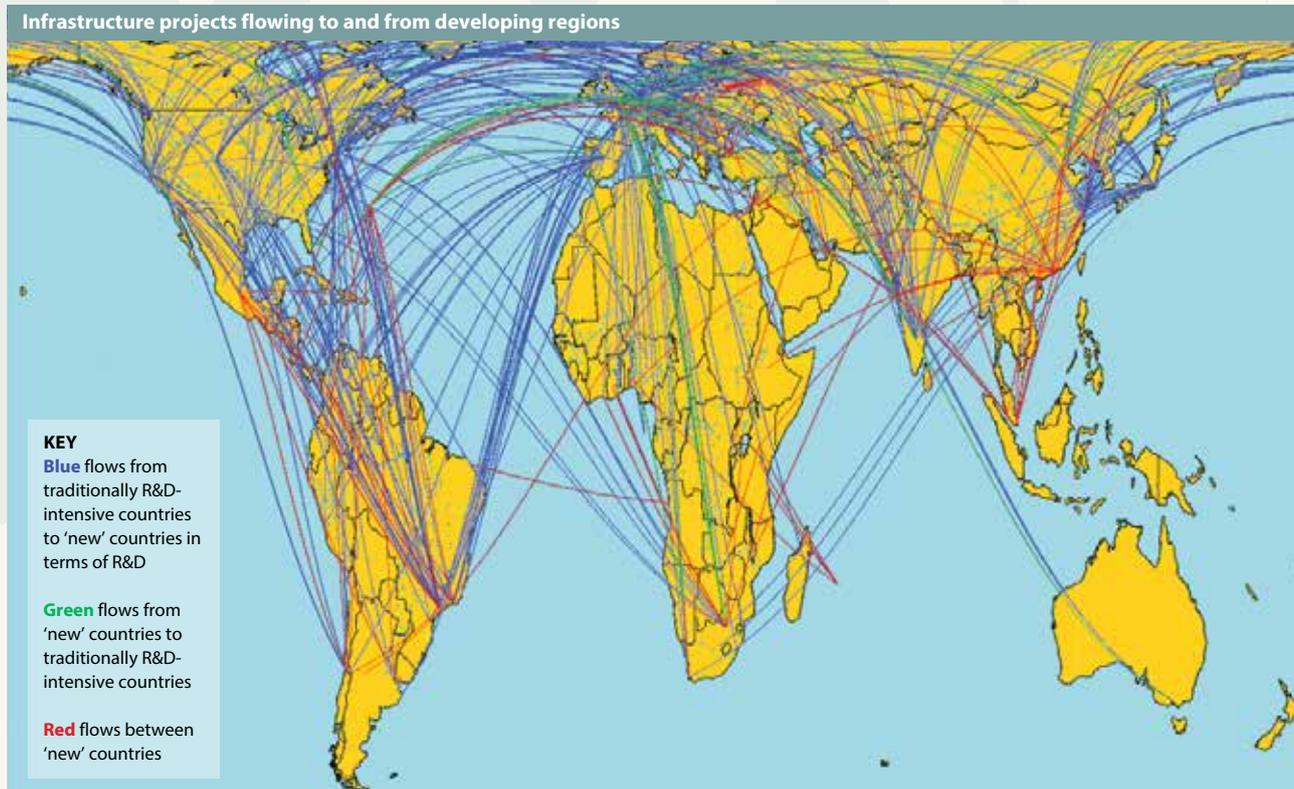 Infrastructure projects flowing to and from developing regions
KEY
Blue flows from
traditionally R&D-
intensive countries
to ‘new’ countries in
terms of R&D
Green flows from
‘new’ countries to
traditionally R&D-
intensive countries
Red flows between
‘new’ countries